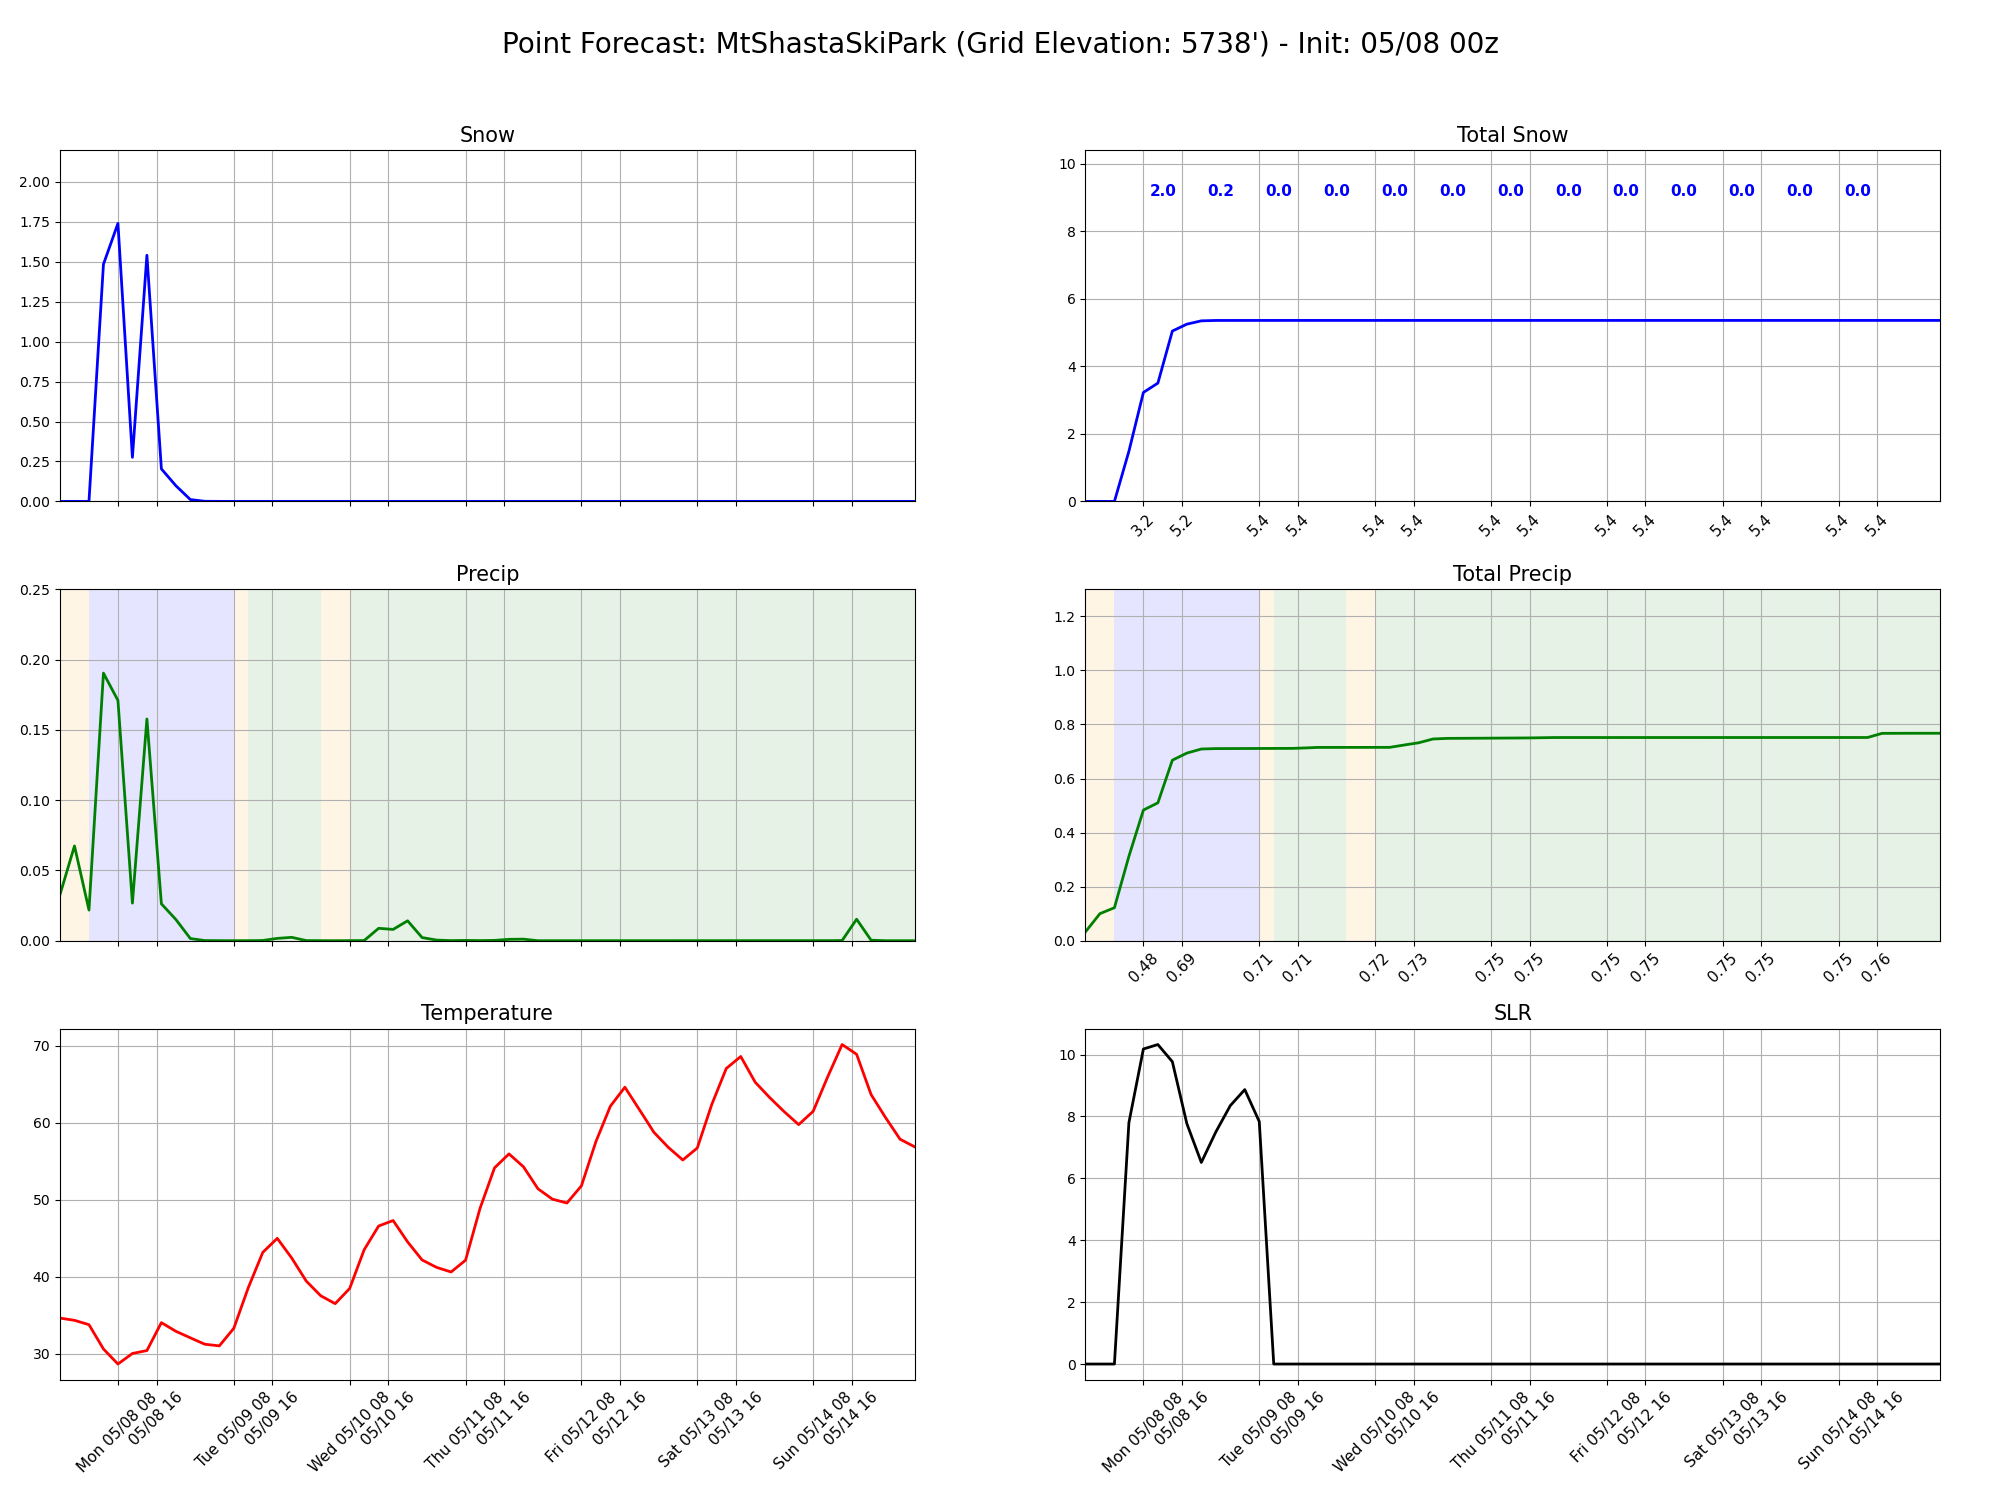 Point Forecast: MtShastaSkiPark (Grid Elevation: 5738') - Init: 05/08 00z
Snow
2.00
1.75
1.50
1.25
1.00
0.75
0.50
0.25
0.00
Total Snow
10
8
6
4
2
0
2.0 0.2 0.0 0.0 0.0 0.0 0.0 0.0 0.0 0.0 0.0 0.0 0.0
3.2 5.2 5.4 5.4 5.4 5.4 5.4 5.4 5.4 5.4 5.4 5.4 5.4 5.4
Precip
0.25
0.20
0.15
0.10
0.05
0.00
Total Precip
1.2
1.0
0.8
0.6
0.4
0.2
0.0
0.48 0.69 0.71 0.71 0.72 0.73 0.75 0.75 0.75 0.75 0.75 0.75 0.75 0.76
Temperature
70
60
50
40
30
Mon 05/08 08
05/08 16
Tue 05/09 08
05/09 16
Wed 05/10 08
05/10 16
Thu 05/11 08
05/11 16
Fri 05/12 08
05/12 16
Sat 05/13 08
05/13 16
Sun 05/14 08
05/14 16
SLR
10
8
6
4
2
0
Mon 05/08 08
05/08 16
Tue 05/09 08
05/09 16
Wed 05/10 08
05/10 16
Thu 05/11 08
05/11 16
Fri 05/12 08
05/12 16
Sat 05/13 08
05/13 16
Sun 05/14 08
05/14 16